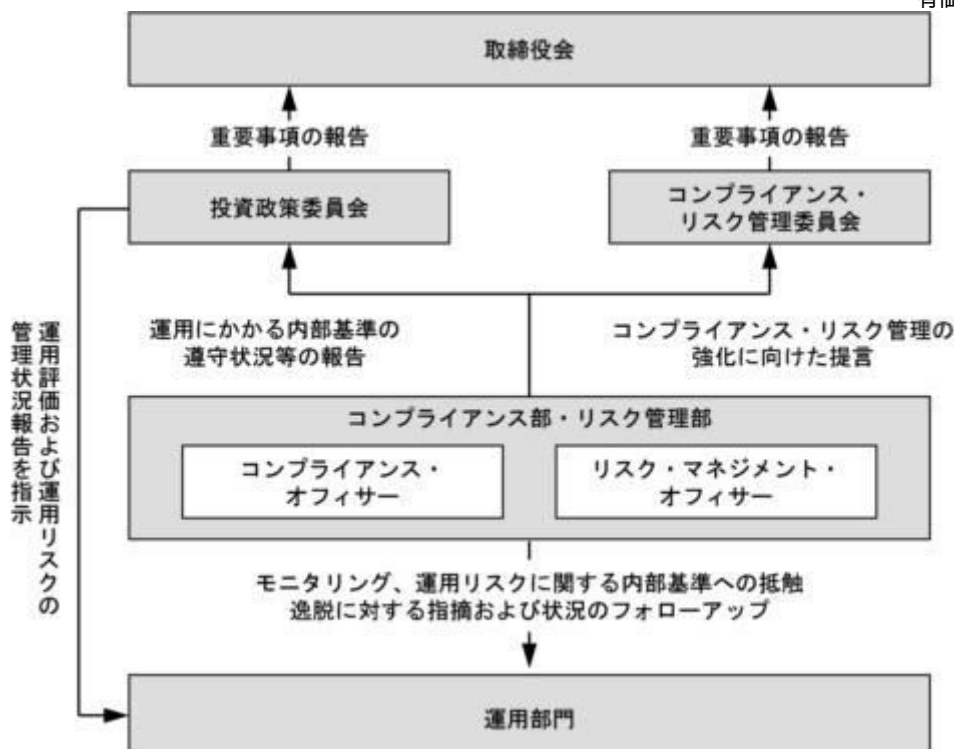 有価
取締役会
重要事項の報告
重要事項の報告
投資政策委員会
コンプライアンス・
リスク管理委員会
運用にかかる内部基準の
遵守状況等の報告
コンプライアンス・リスク管理の
強化に向けた提言
運用評価および運用リスクの
管理状況報告を指示
コンプライアンス部・リスク管理部
コンプライアンス・
オフィサー
リスク・マネジメント・
オフィサー
モニタリング、運用リスクに関する内部基準への抵触
逸脱に対する指摘および状況のフォローアップ
運用部門